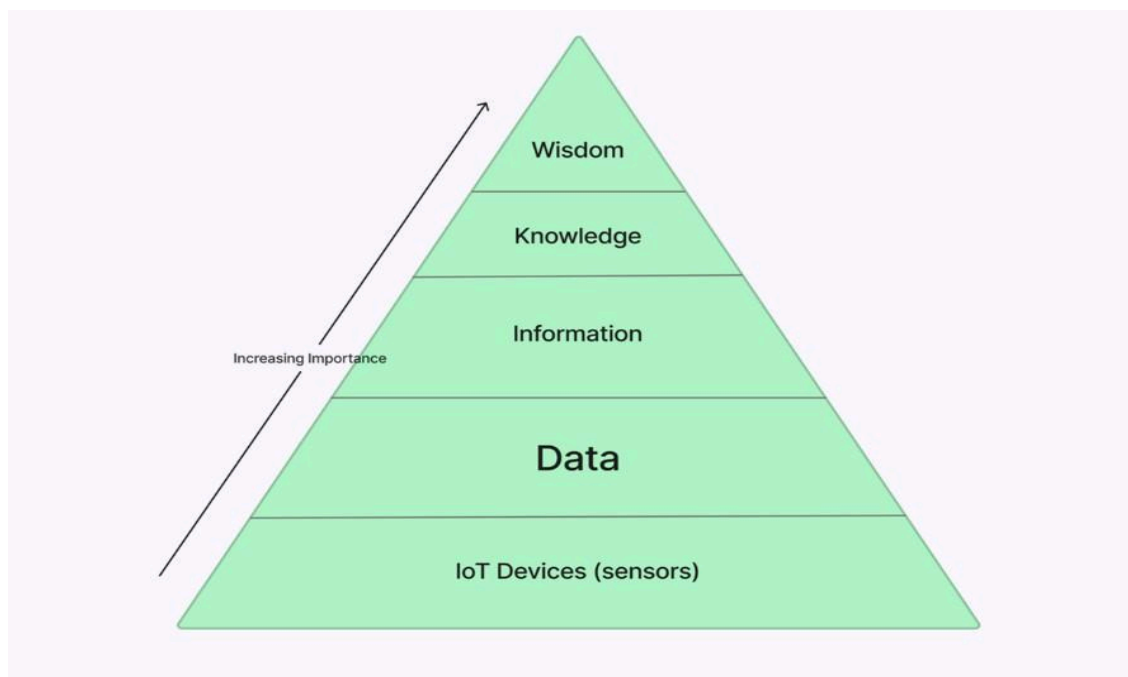 Wisdom
Knowledge
Information
Increasing Importance
Data
IoT Devices (sensors)